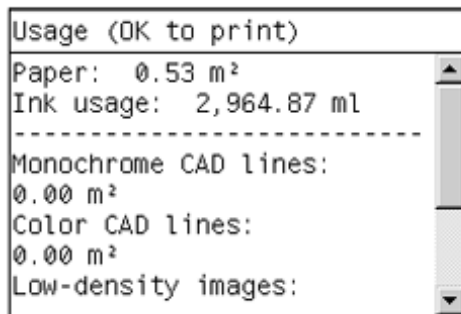 Usage (OK to print)
Paper:  0.53 m²
Ink usage:  2,964.87 ml
---------------------------
Monochrome CAD lines:
0.00 m²
Color CAD lines:
0.00 m²
Low-density images: